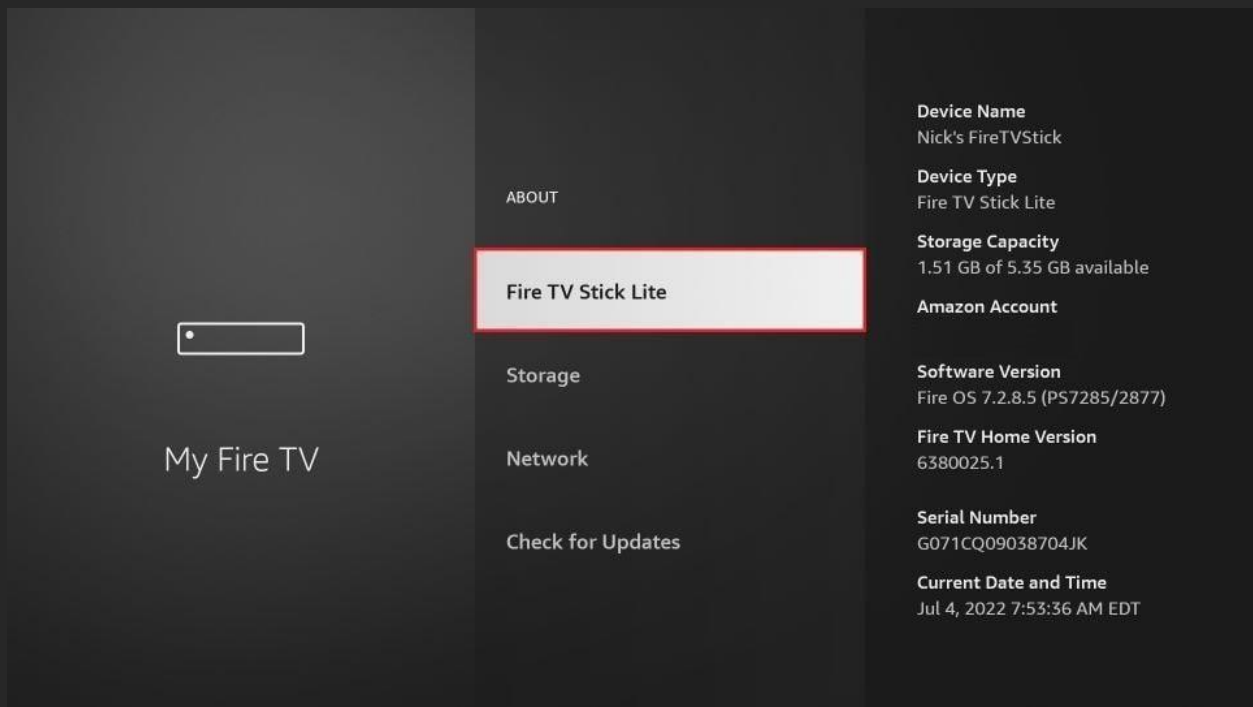 My Fire TV
ABOUT
Fire TV Stick Lite
Storage
Network
Check for Updates
Device Name
Nick's FireTVStick
Device Type
Fire TV Stick Lite
Storage Capacity
1.51 GB of 5.35 GB available
Amazon Account
Software Version
Fire OS 7.2.8.5 (PS7285/2877)
Fire TV Home Version
6380025.1
Serial Number
G071CQ09038704JK
Current Date and Time
Jul 4, 2022 7:53:36 AM EDT